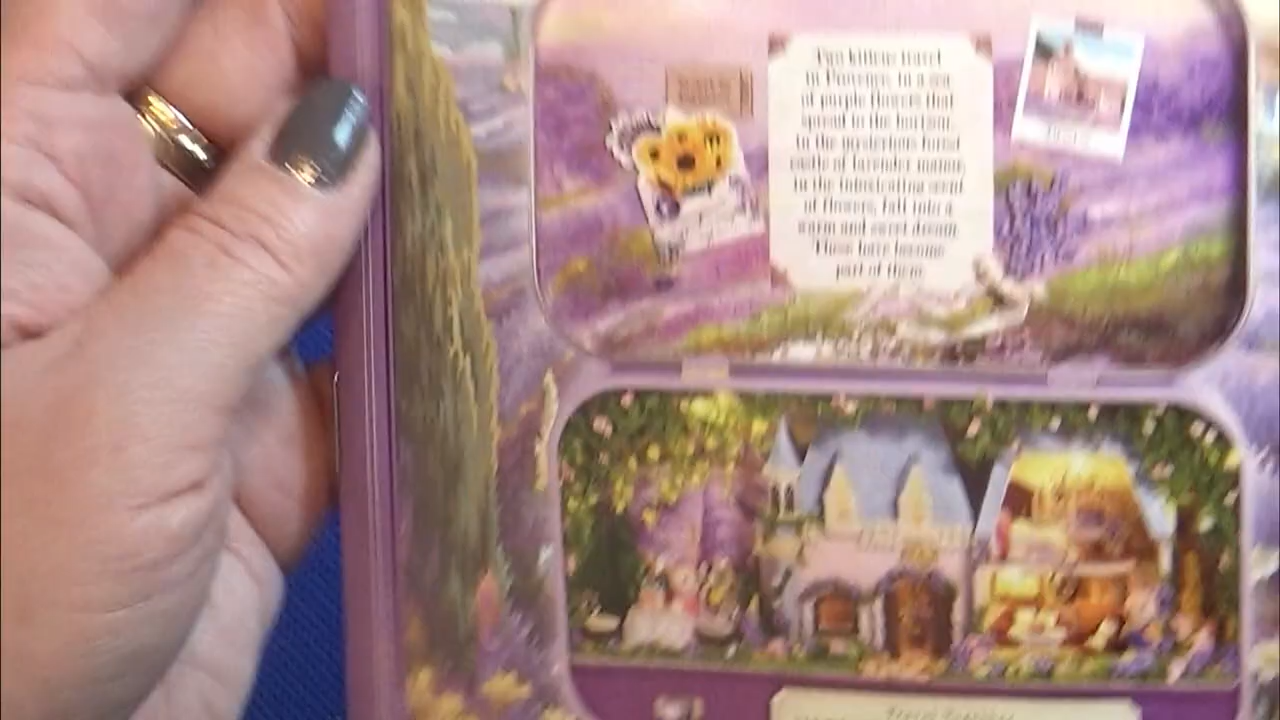 Two kittens travel
in Provence, in a sea
of purple flowers that
spread to the horizon.
In the mysterious forest
castle of lavender manor,
in the intoxicating scent
of flowers, fall into a
warm and sweet dream.
These have become
part of them.